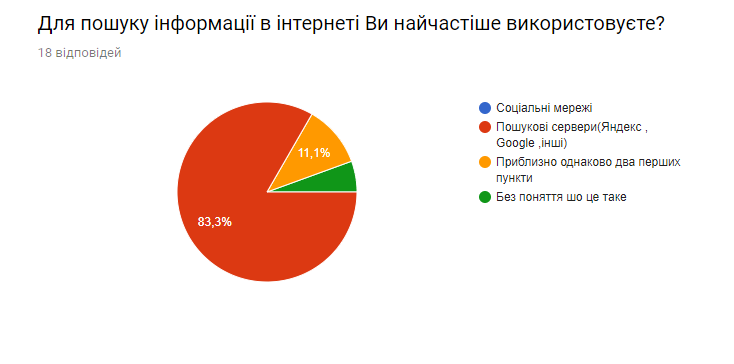 Для пошуку інформації в інтернеті Ви найчастіше використовуєте?
18 відповідей
Соціальні мережі
Пошукові сервери(Яндекс ,
Google ,інші)
Приблизно однаково два перших
пункти
Без поняття шо це таке
11,1%
83,3%